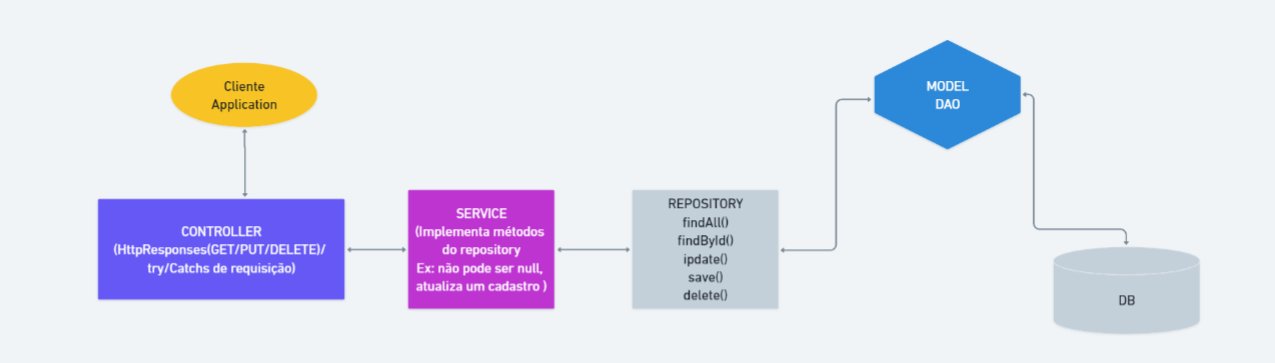 Cliente
Application
CONTROLLER
(HttpResponses(GET/PUT/DELETE)/
try/Catchs de requisição)
SERVICE
(Implementa métodos
do repository
Ex: não pode ser null,
atualiza um cadastro )
REPOSITORY
findAll()
findById()
ipdate()
save()
delete()
MODEL
DAO
DB